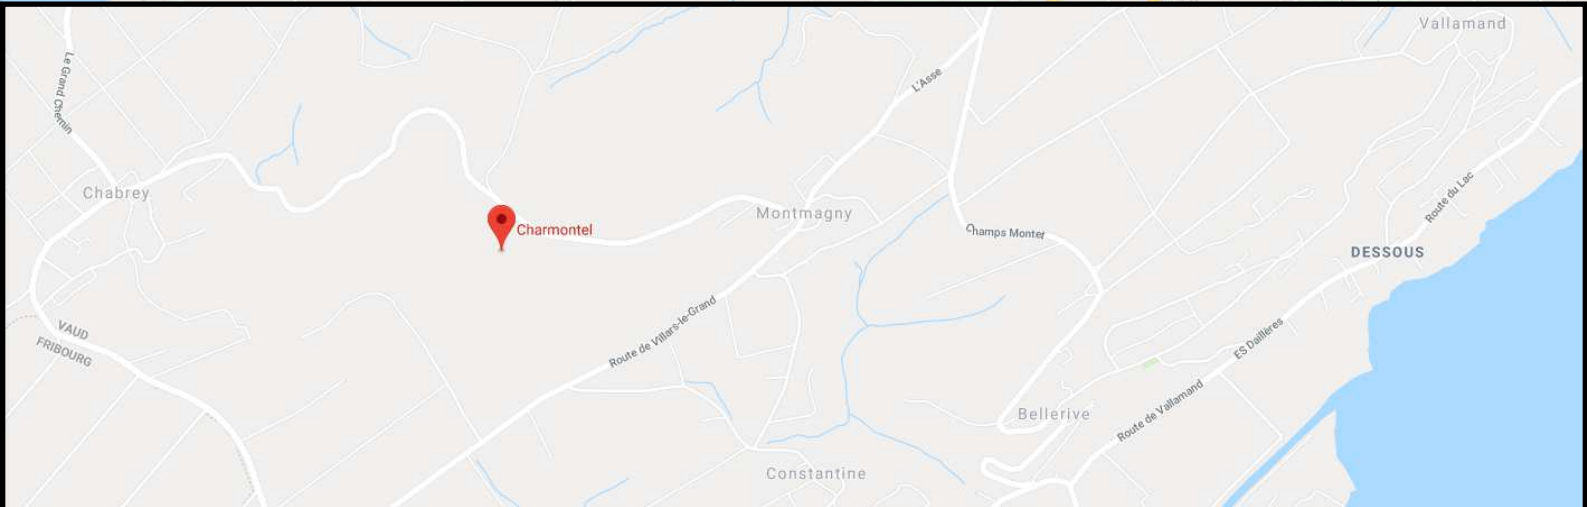 Vallamand
Le Grand Chemin
L'Asse
Chabrey
Route du Lac
Montmagny
Charmontel
Champs Montet
DESSOUS
VAUD
FRIBOURG
Route de Villars-le-Grand
ES Daillères
Route de Vallamand
Bellerive
Constantine